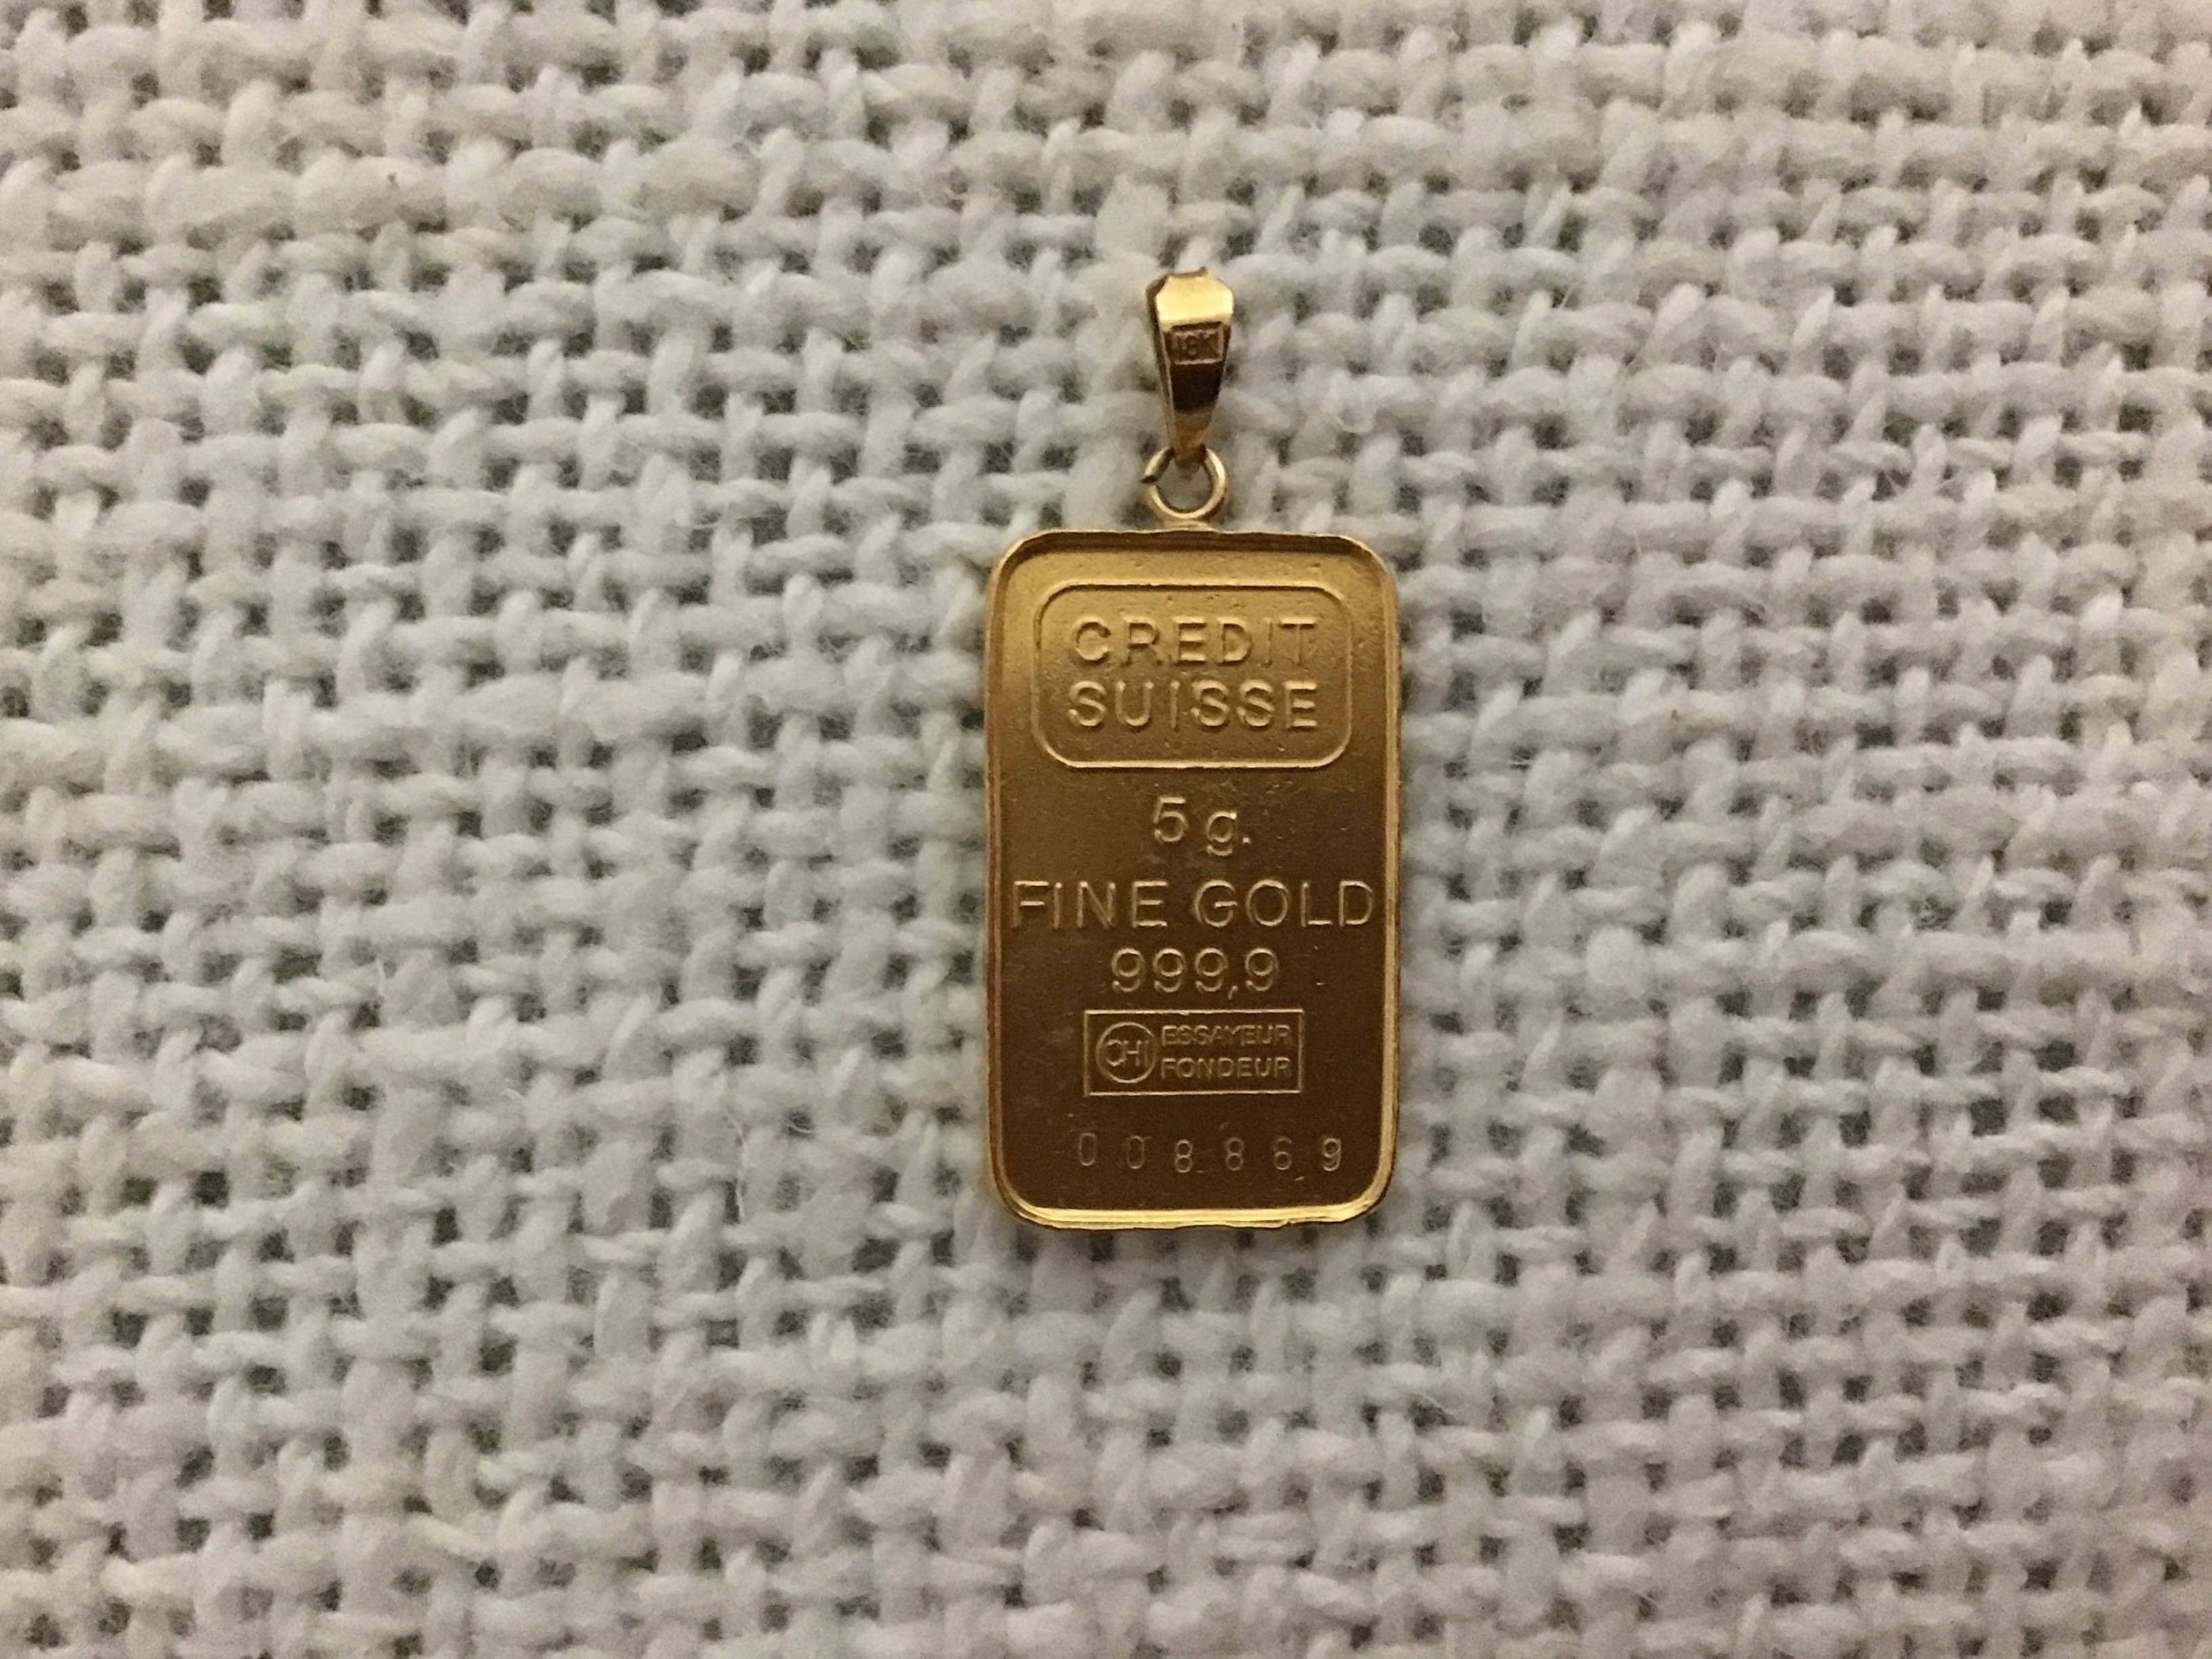 18K
CREDIT
SUISSE
5 g.
FINE GOLD
999,9
CHI ESSAYEUR
FONDEUR
008869